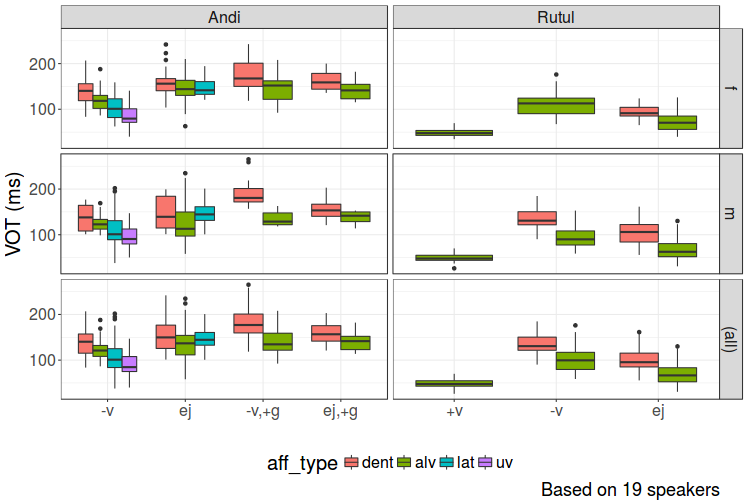 Andi Rutul
200
100
f
VOT (ms)
200
100
m
200
100
(all)
-v ej -v,+g ej,+g +v -v ej
aff_type dent alv lat uv
Based on 19 speakers